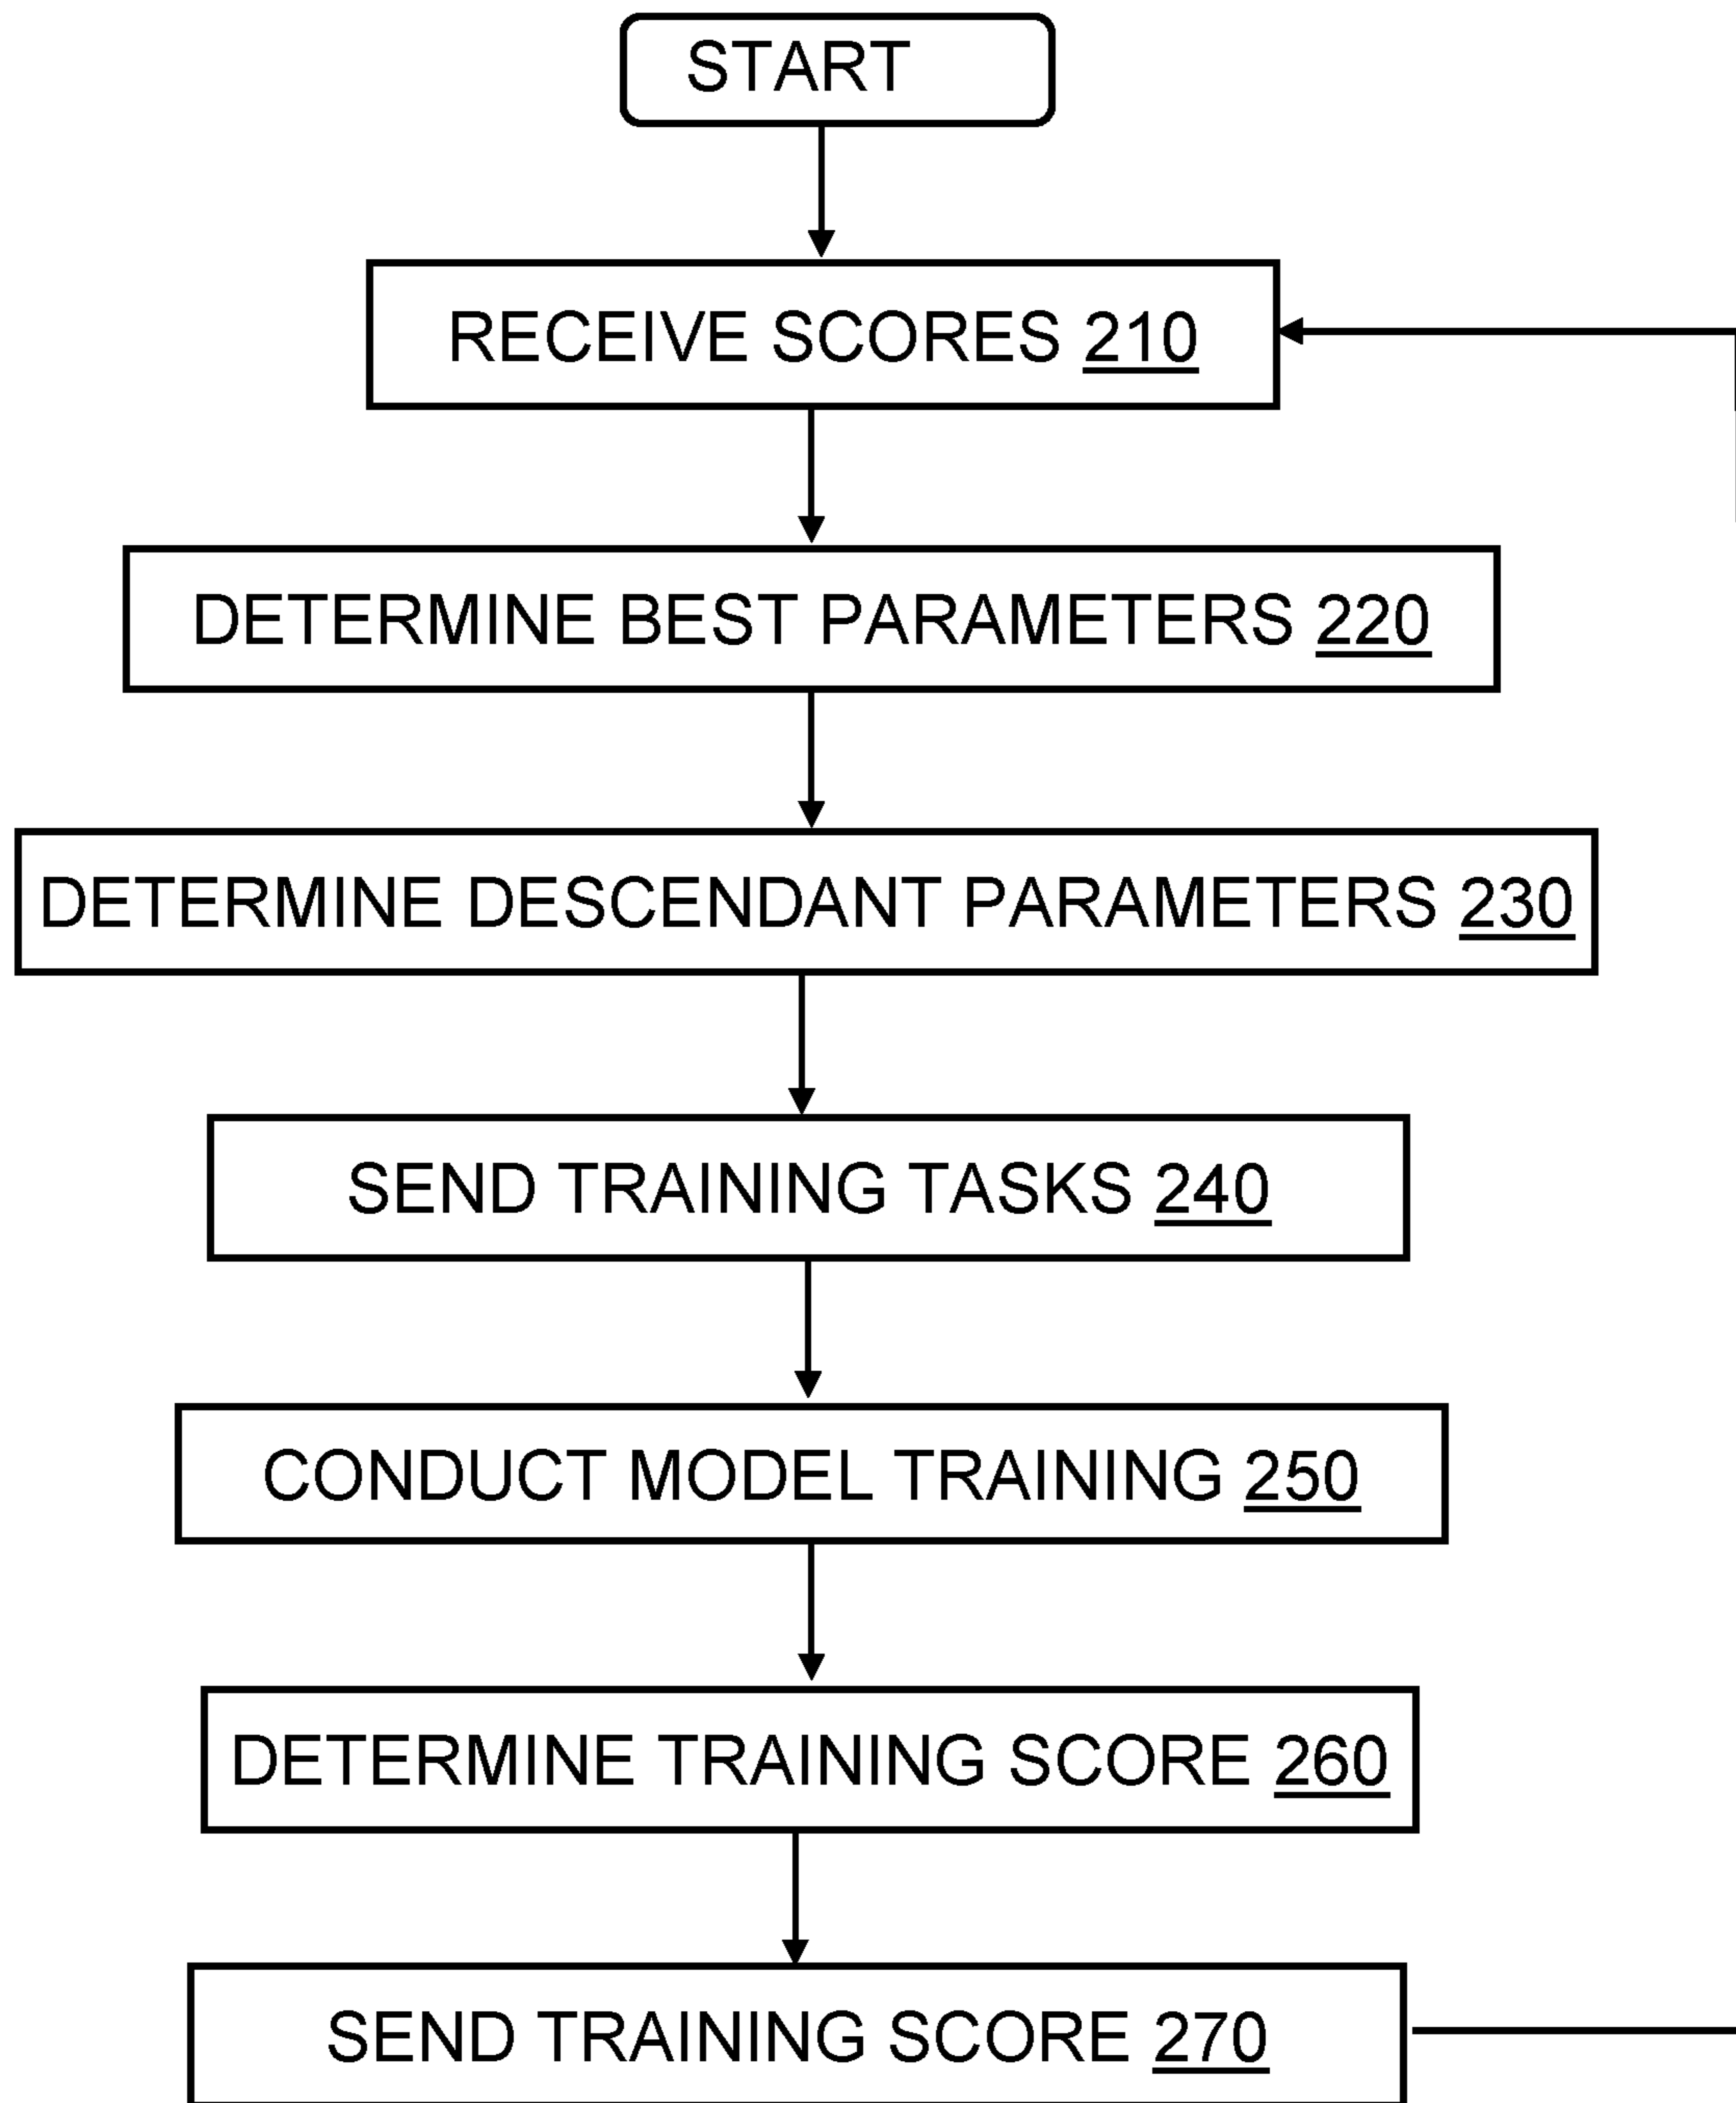 START
RECEIVE SCORES 210
DETERMINE BEST PARAMETERS 220
DETERMINE DESCENDANT PARAMETERS 230
SEND TRAINING TASKS 240
CONDUCT MODEL TRAINING 250
DETERMINE TRAINING SCORE 260
SEND TRAINING SCORE 270